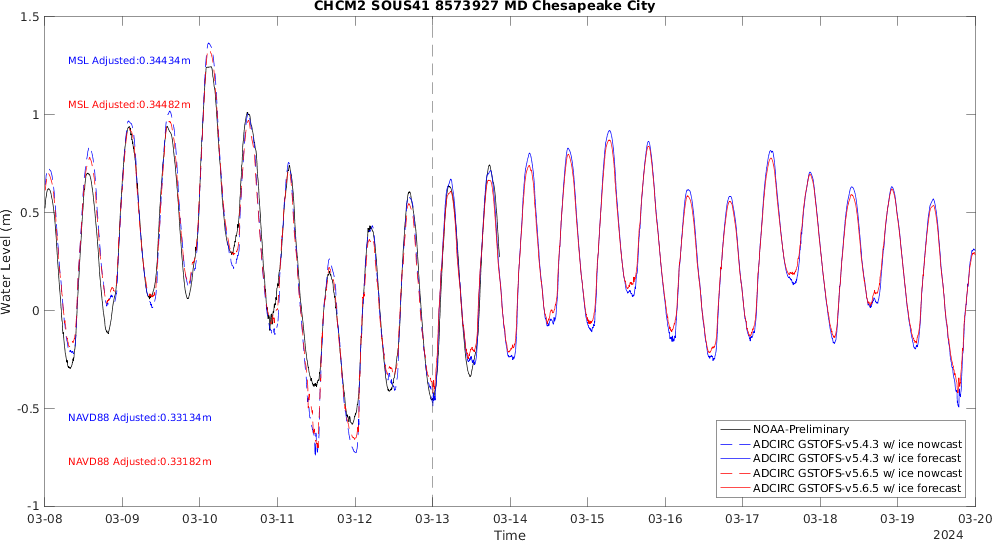 CHCM2 SOUS41 8573927 MD Chesapeake City
1.5
1
0.5
0
-0.5
-1
Water Level (m)
MSL Adjusted:0.34434m
MSL Adjusted:0.34482m
NAVD88 Adjusted:0.33134m
NAVD88 Adjusted:0.33182m
NOAA-Preliminary
ADCIRC GSTOFS-v5.4.3 w/ ice nowcast
ADCIRC GSTOFS-v5.4.3 w/ ice forecast
ADCIRC GSTOFS-v5.6.5 w/ ice nowcast
ADCIRC GSTOFS-v5.6.5 w/ ice forecast
03-08 03-09 03-10 03-11 03-12 03-13 03-14 03-15 03-16 03-17 03-18 03-19 03-20
Time
2024